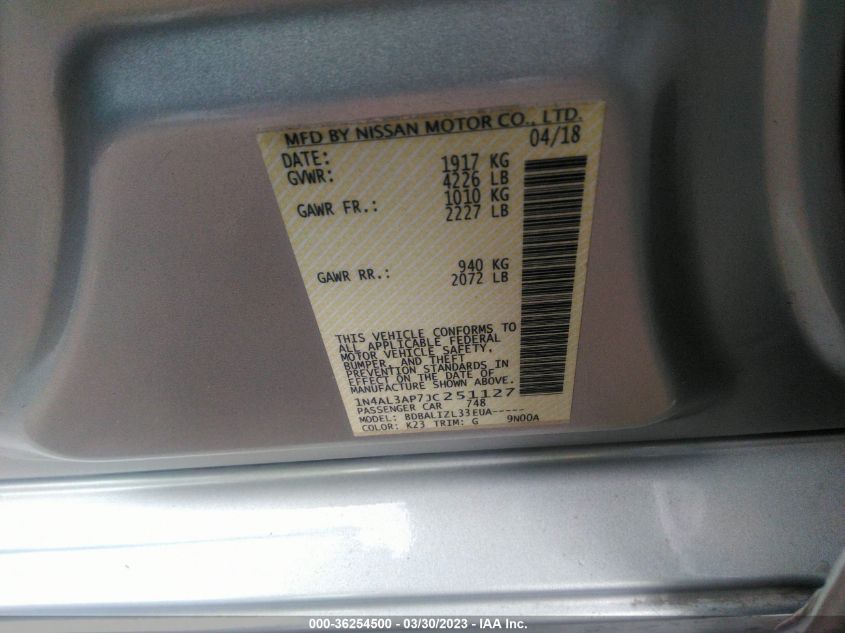 MFD BY NISSAN MOTOR CO., LTD.
DATE: 04/18
GVWR: 1917 KG
4226 LB
GAWR FR.: 1010 KG
2227 LB
GAWR RR.: 940 KG
2072 LB
THIS VEHICLE CONFORMS TO
ALL APPLICABLE FEDERAL
MOTOR VEHICLE SAFETY,
BUMPER, AND THEFT
PREVENTION STANDARDS IN
EFFECT ON THE DATE OF
MANUFACTURE SHOWN ABOVE.
1N4AL3AP7JC251127
PASSENGER CAR 748
MODEL: BDBALIZL33EUA-----
COLOR: K23 TRIM: G 9N00A
000-36254500 - 03/30/2023 - IAA Inc.